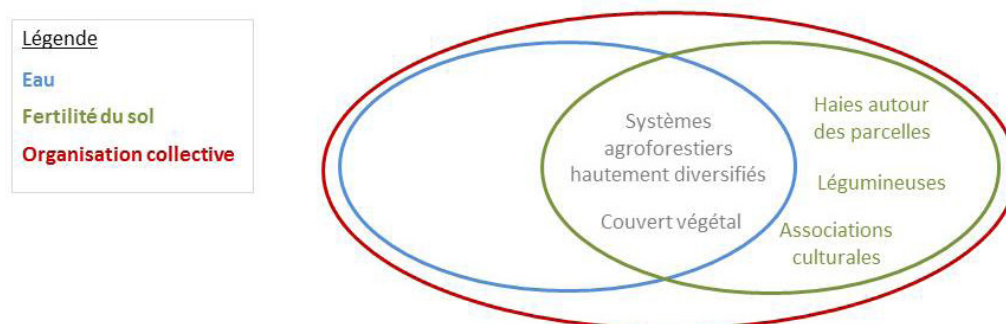 Légende
Eau
Fertilité du sol
Organisation collective
Systèmes
agroforestiers
hautement diversifiés
Couvert végétal
Haies autour
des parcelles
Légumineuses
Associations
culturales